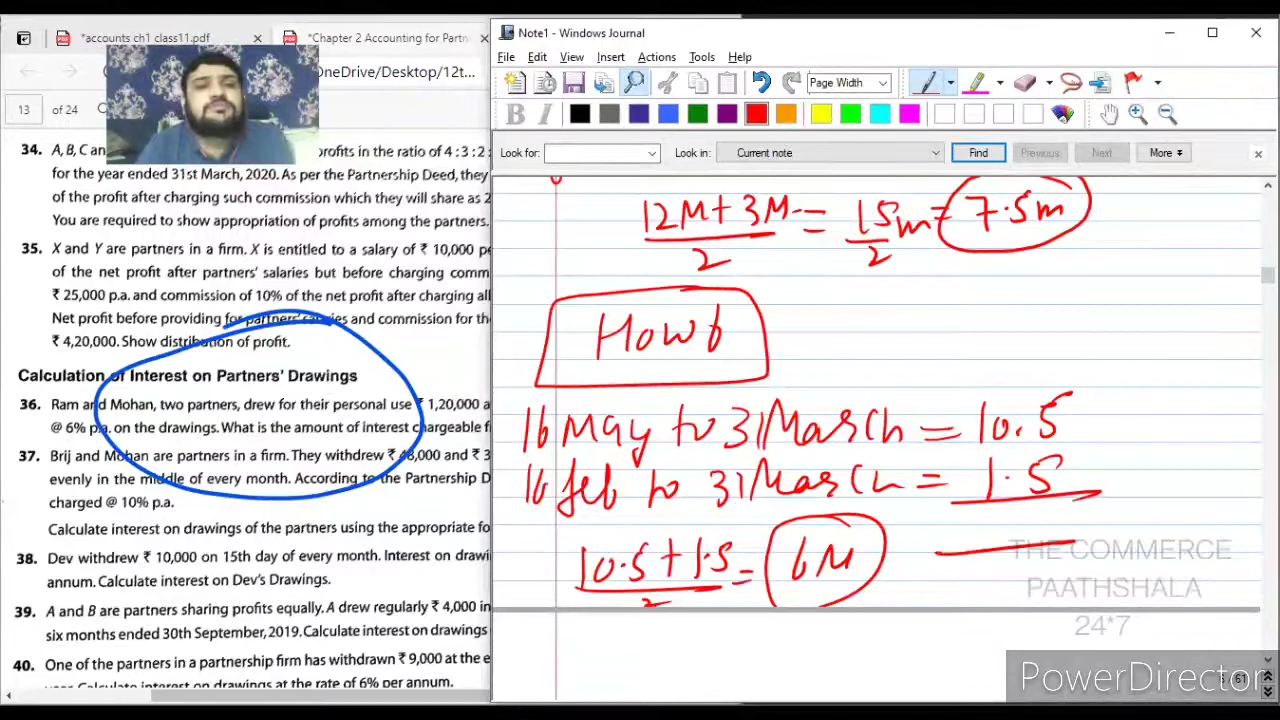 *accounts ch1 class11.pdf
*Chapter 2 Accounting for Partn
OneDrive/Desktop/12t...
13 of 24
34. A, B, C an profits in the ratio of 4 : 3 : 2 :
for the year ended 31st March, 2020. As per the Partnership Deed, they
of the profit after charging such commission which they will share as 2
You are required to show appropriation of profits among the partners.
35. X and Y are partners in a firm. X is entitled to a salary of ₹ 10,000 pe
of the net profit after partners' salaries but before charging comm
₹ 25,000 p.a. and commission of 10% of the net profit after charging all
Net profit before providing for partners' salaries and commission for the
₹ 4,20,000. Show distribution of profit.
Calculation of Interest on Partners' Drawings
36. Ram and Mohan, two partners, drew for their personal use ₹ 1,20,000 a
@ 6% p.a. on the drawings. What is the amount of interest chargeable if
37. Brij and Mohan are partners in a firm. They withdrew ₹ 48,000 and ₹ 3
evenly in the middle of every month. According to the Partnership D
charged @ 10% p.a.
Calculate interest on drawings of the partners using the appropriate fo
38. Dev withdrew ₹ 10,000 on 15th day of every month. Interest on drawi
annum. Calculate interest on Dev's Drawings.
39. A and B are partners sharing profits equally. A drew regularly ₹ 4,000 in
six months ended 30th September, 2019. Calculate interest on drawings
40. One of the partners in a partnership firm has withdrawn ₹ 9,000 at the e
year. Calculate interest on drawings at the rate of 6% per annum.
Note1 - Windows Journal
File Edit View Insert Actions Tools Help
Page Width
B I
Look for: Look in: Current note Find Previous Next More
12M + 3M = 15m = 7.5m
2 2
How 6
16 May to 31 March = 10.5
16 feb to 31 March = 1.5
10.5 + 1.5 = 6M
2
THE COMMERCE
PAATHSHALA
24*7
PowerDirector